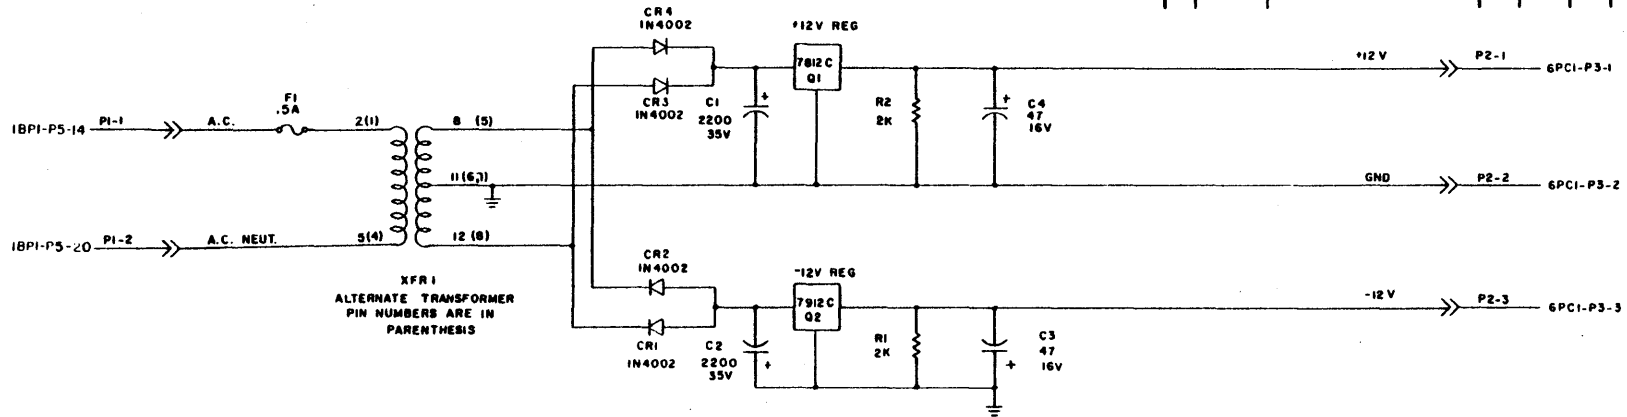 CR4
1N4002
+12V REG
7812C
Q1
+12 V
P2-1
6PC1-P3-1
CR3
1N4002
C1
2200
35V
+
R2
2K
C4
47
16V
+
F1
.5A
1BP1-P5-14
P1-1
A.C.
2(1)
8 (5)
11(6,7)
GND
P2-2
6PC1-P3-2
1BP1-P5-20
P1-2
A.C. NEUT.
5(4)
12 (8)
XFR1
ALTERNATE TRANSFORMER
PIN NUMBERS ARE IN
PARENTHESIS
CR2
1N4002
-12V REG
7912C
Q2
-12 V
P2-3
6PC1-P3-3
CR1
1N4002
C2
2200
35V
+
R1
2K
C3
47
16V
+